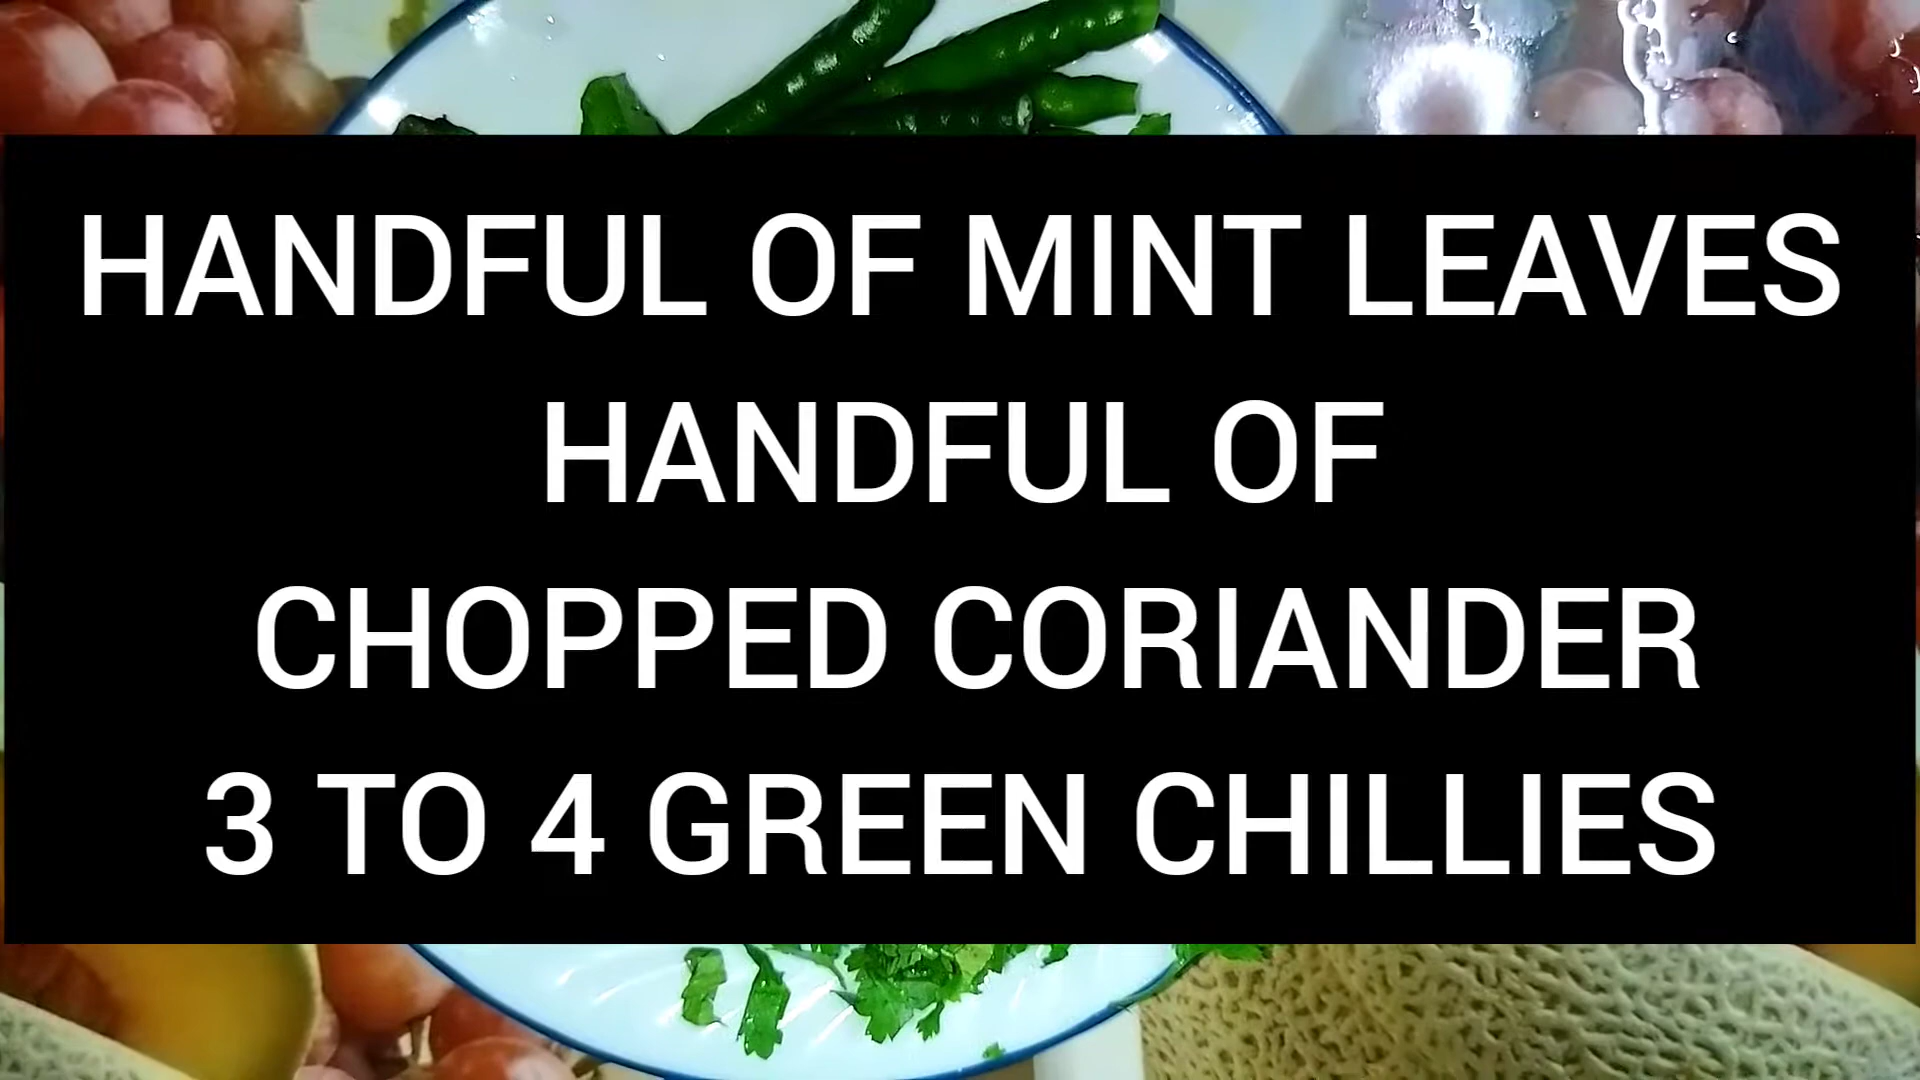 HANDFUL OF MINT LEAVES
HANDFUL OF
CHOPPED CORIANDER
3 TO 4 GREEN CHILLIES